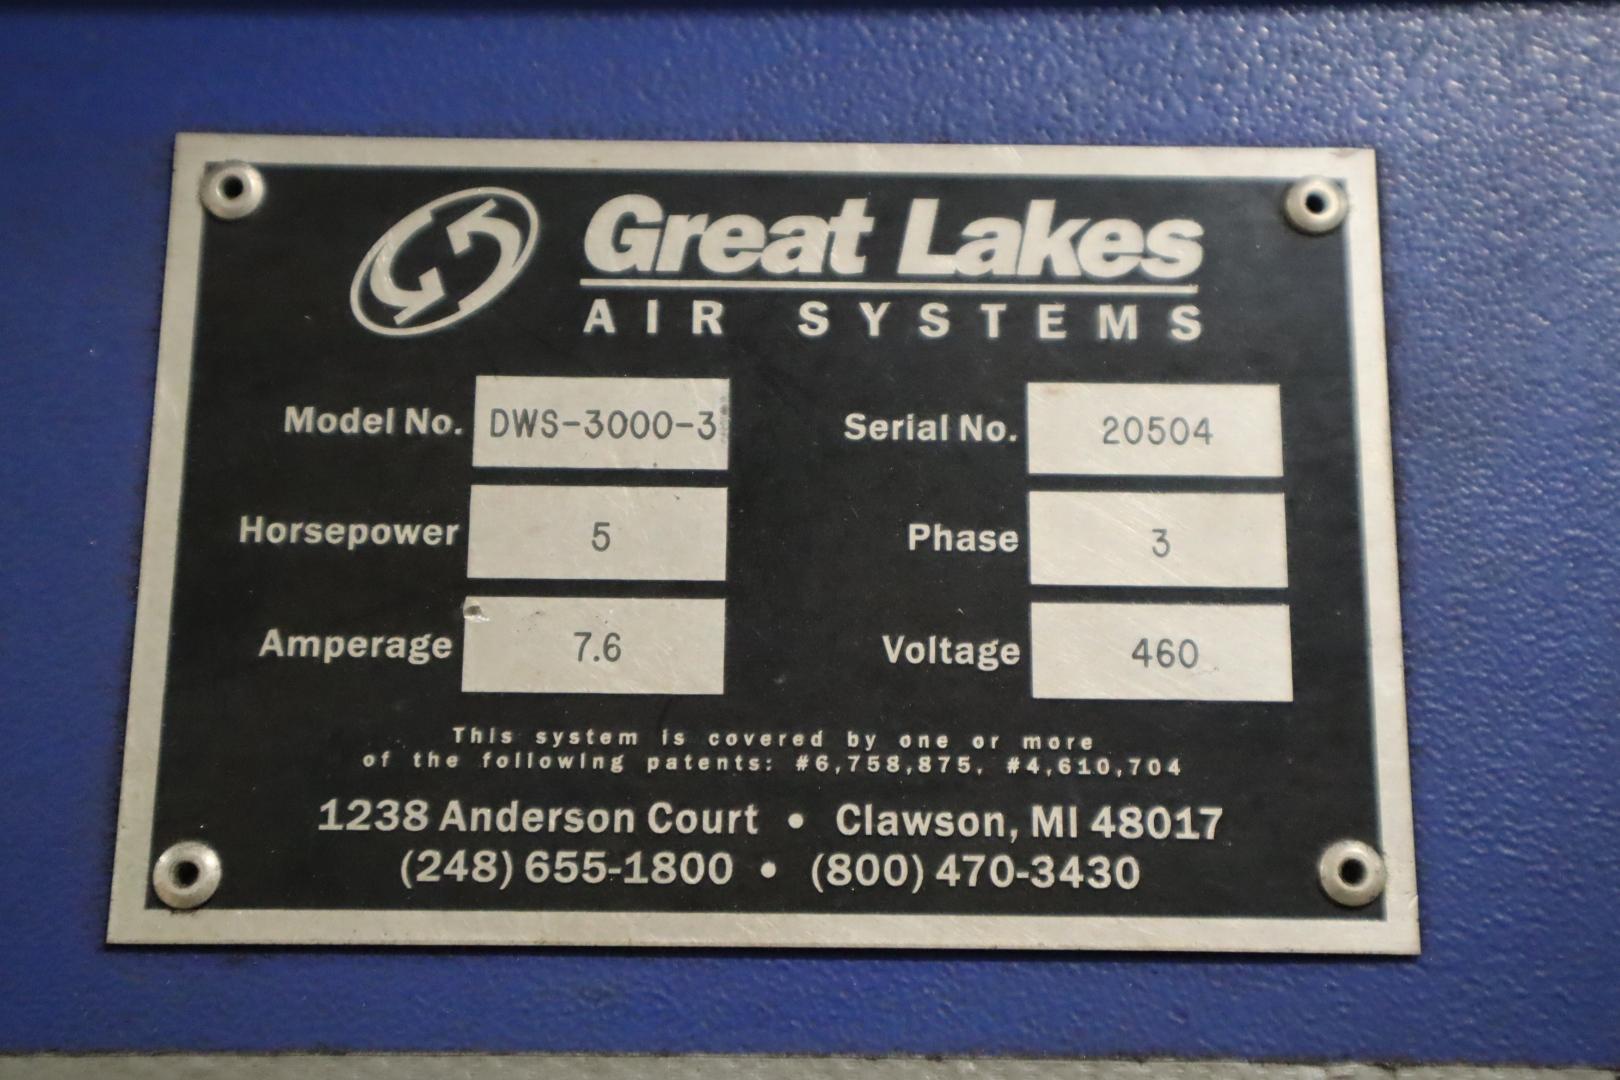 Great Lakes
AIR SYSTEMS
Model No. DWS-3000-3 Serial No. 20504
Horsepower 5 Phase 3
Amperage 7.6 Voltage 460
This system is covered by one or more
of the following patents: #6,758,875, #4,610,704
1238 Anderson Court • Clawson, MI 48017
(248) 655-1800 • (800) 470-3430